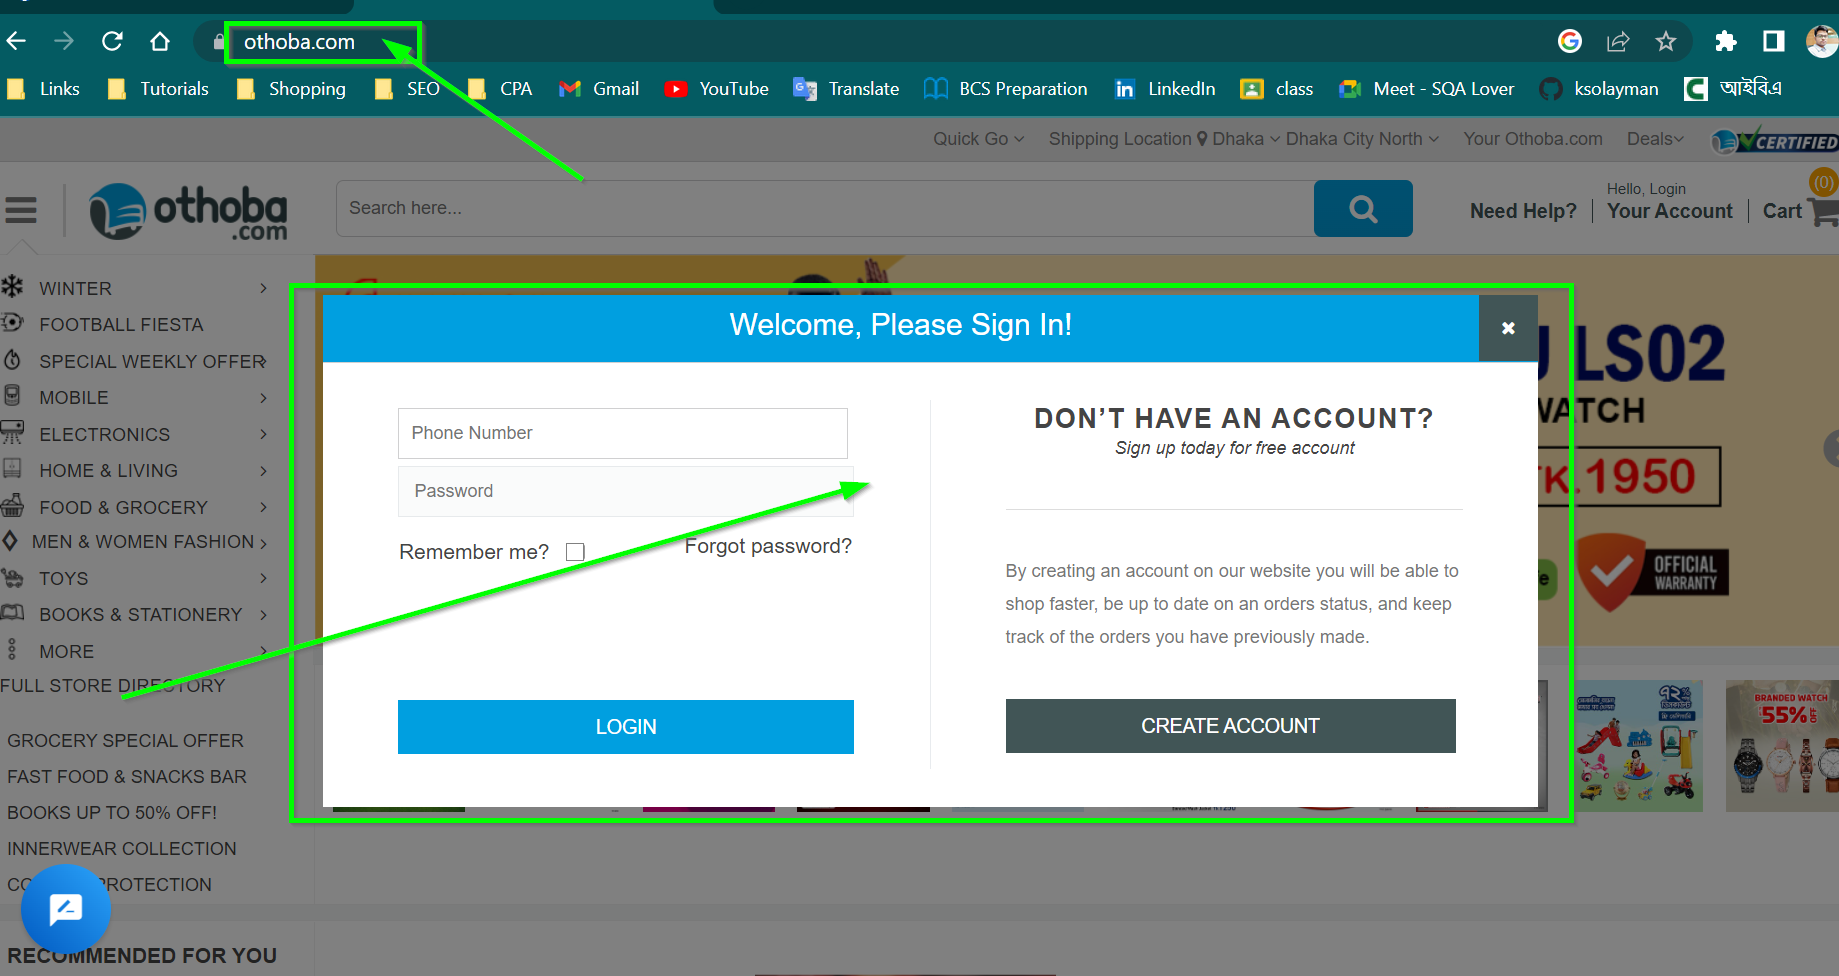 othoba.com
Links
Tutorials
Shopping
SEO
CPA
Gmail
YouTube
Translate
BCS Preparation
LinkedIn
class
Meet - SQA Lover
ksolayman
আইবিএ
Quick Go
Shipping Location Dhaka Dhaka City North
Your Othoba.com
Deals
CERTIFIED
othoba
.com
Search here...
Need Help?
Hello, Login
Your Account
Cart
(0)
WINTER
FOOTBALL FIESTA
SPECIAL WEEKLY OFFER
MOBILE
ELECTRONICS
HOME & LIVING
FOOD & GROCERY
MEN & WOMEN FASHION
TOYS
BOOKS & STATIONERY
MORE
FULL STORE DIRECTORY
GROCERY SPECIAL OFFER
FAST FOOD & SNACKS BAR
BOOKS UP TO 50% OFF!
INNERWEAR COLLECTION
PROTECTION
RECOMMENDED FOR YOU
Welcome, Please Sign In!
Phone Number
Password
Remember me?
Forgot password?
LOGIN
DON’T HAVE AN ACCOUNT?
Sign up today for free account
By creating an account on our website you will be able to
shop faster, be up to date on an orders status, and keep
track of the orders you have previously made.
CREATE ACCOUNT
LS02
WATCH
TK.1950
OFFICIAL
WARRANTY
BRANDED WATCH
55% OFF